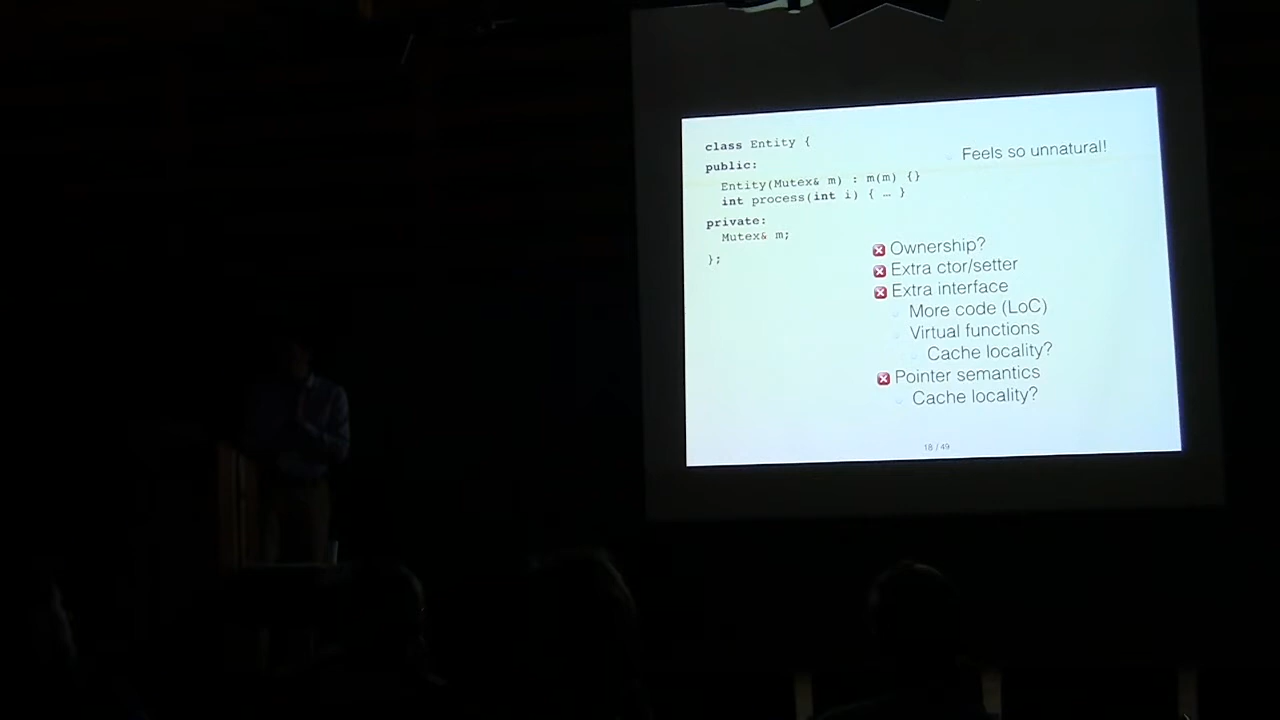 class Entity {
Feels so unnatural!
public:
Entity(Mutex& m) : m(m) {}
int process(int i) { … }
private:
Mutex& m;
};
Ownership?
Extra ctor/setter
Extra interface
More code (LoC)
Virtual functions
Cache locality?
Pointer semantics
Cache locality?
18 / 49